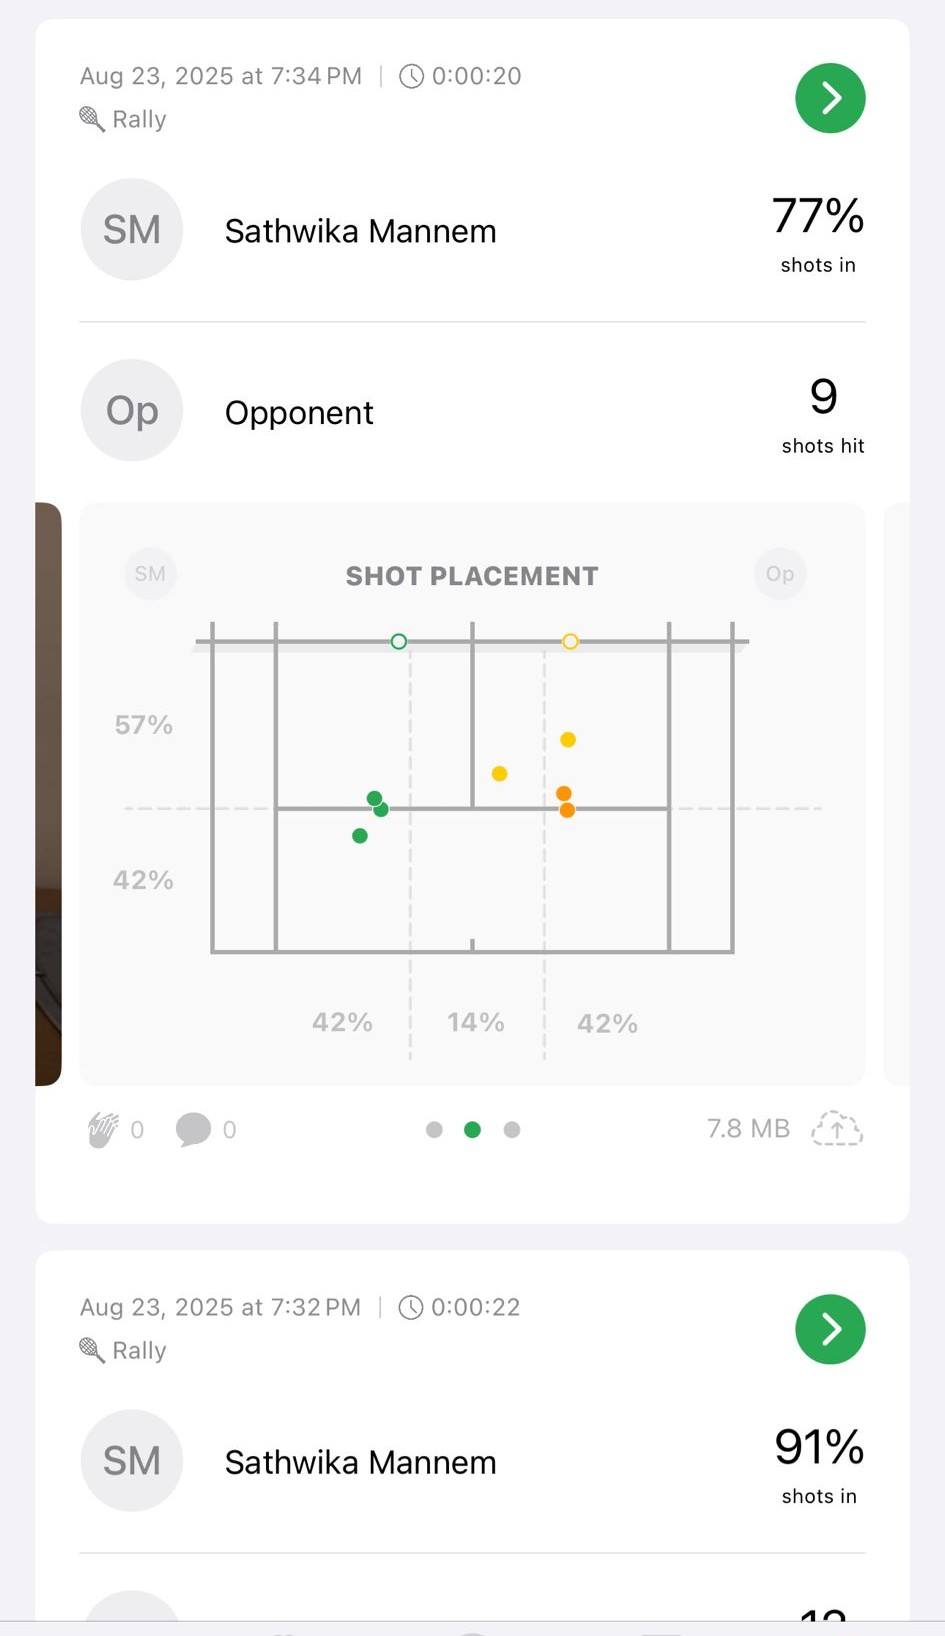 Aug 23, 2025 at 7:34 PM | 0:00:20
Rally
SM Sathwika Mannem 77%
shots in
Op Opponent 9
shots hit
SM SHOT PLACEMENT Op
57%
42%
42% 14% 42%
0 0 7.8 MB
Aug 23, 2025 at 7:32 PM | 0:00:22
Rally
SM Sathwika Mannem 91%
shots in